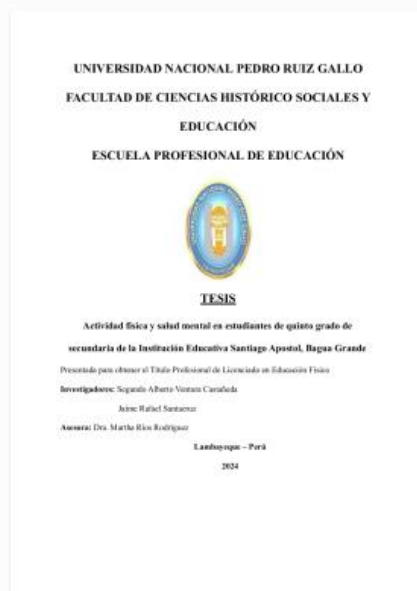 UNIVERSIDAD NACIONAL PEDRO RUIZ GALLO
FACULTAD DE CIENCIAS HISTÓRICO SOCIALES Y
EDUCACIÓN
ESCUELA PROFESIONAL DE EDUCACIÓN
TESIS
Actividad física y salud mental en estudiantes de quinto grado de
secundaria de la Institución Educativa Santiago Apostol, Bagua Grande
Presentada para obtener el Título Profesional de Licenciado en Educación Física
Investigadores: Segundo Alberto Ventura Castañeda
Jaime Rafael Santacruz
Asesora: Dra. Martha Ríos Rodríguez
Lambayeque – Perú
2024